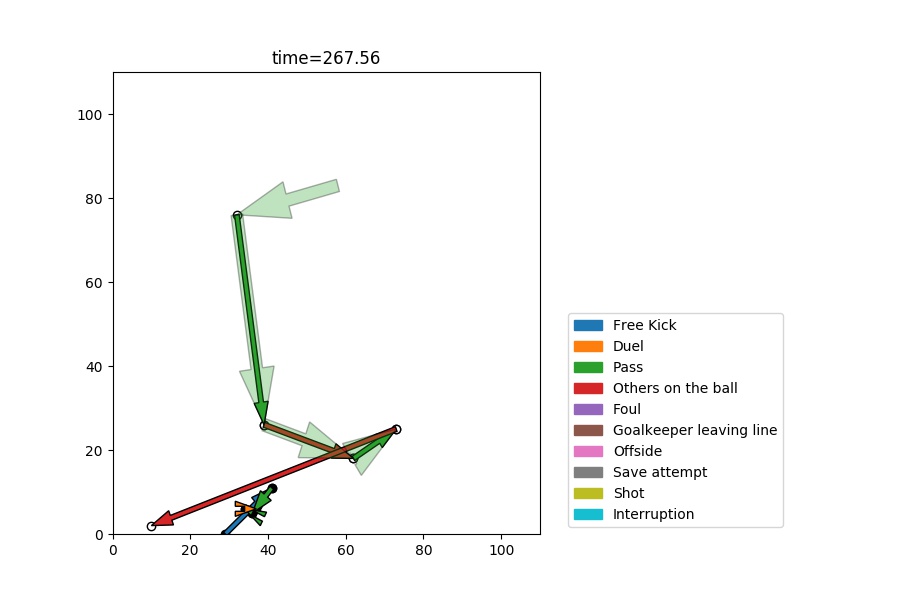 time=267.56
100
80
60
40
20
0
0 20 40 60 80 100
Free Kick
Duel
Pass
Others on the ball
Foul
Goalkeeper leaving line
Offside
Save attempt
Shot
Interruption